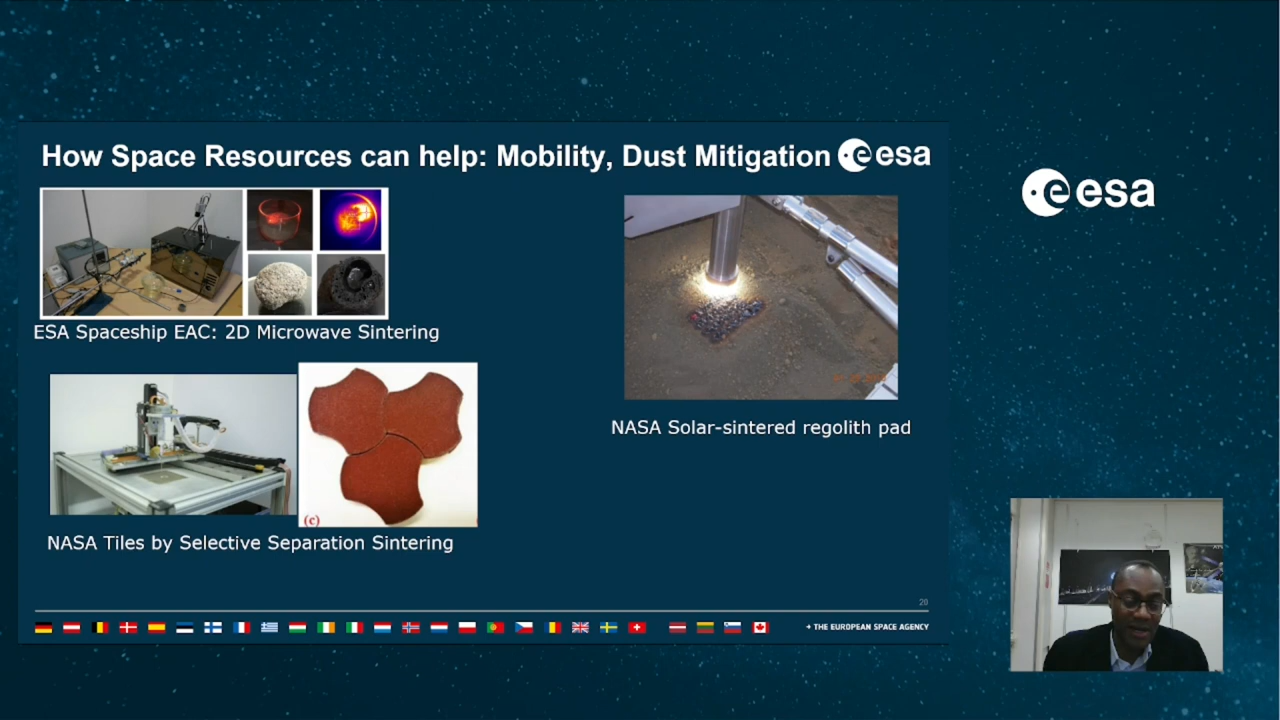 How Space Resources can help: Mobility, Dust Mitigation
esa
esa
ESA Spaceship EAC: 2D Microwave Sintering
NASA Solar-sintered regolith pad
(c)
NASA Tiles by Selective Separation Sintering
20
→ THE EUROPEAN SPACE AGENCY